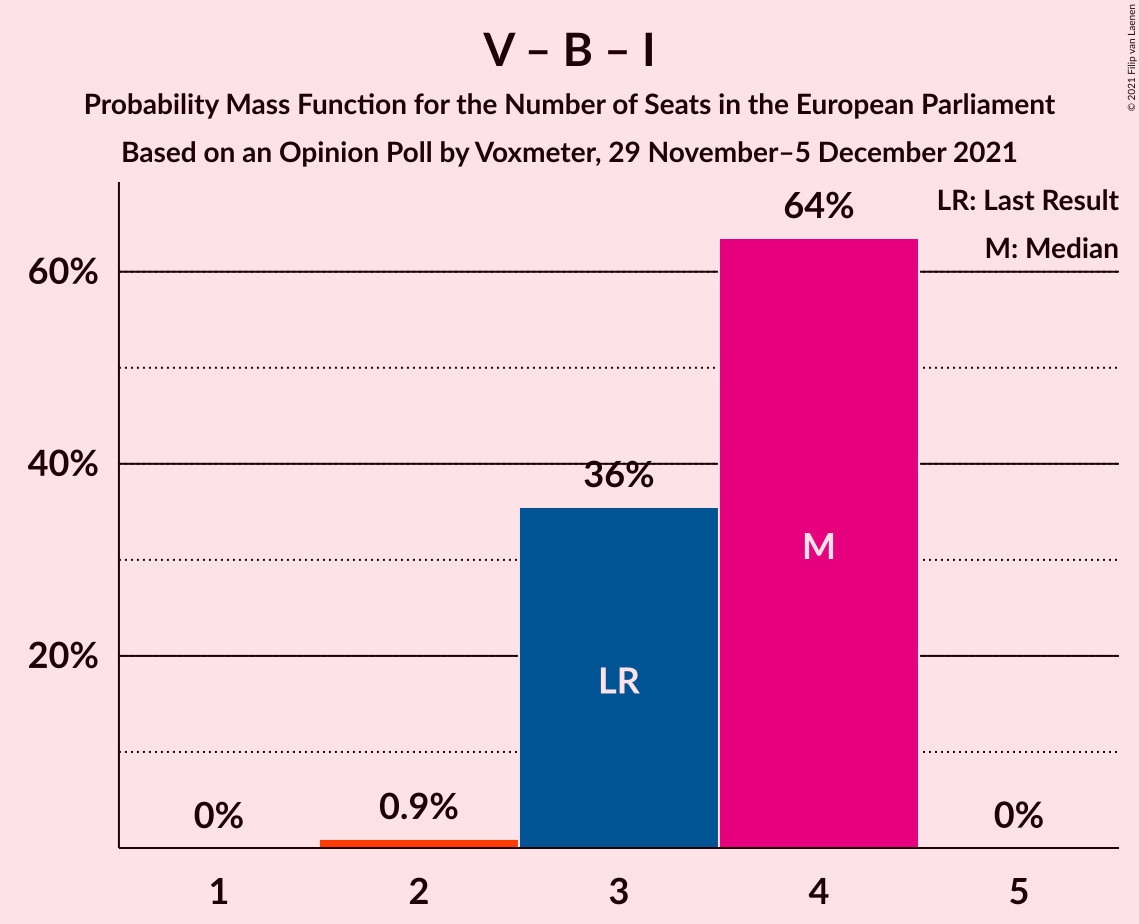 V – B – I
Probability Mass Function for the Number of Seats in the European Parliament
Based on an Opinion Poll by Voxmeter, 29 November–5 December 2021
© 2021 Filip van Laenen
LR: Last Result
M: Median
64%
60%
40%
36%
M
20%
LR
0%
0.9%
0%
1
2
3
4
5